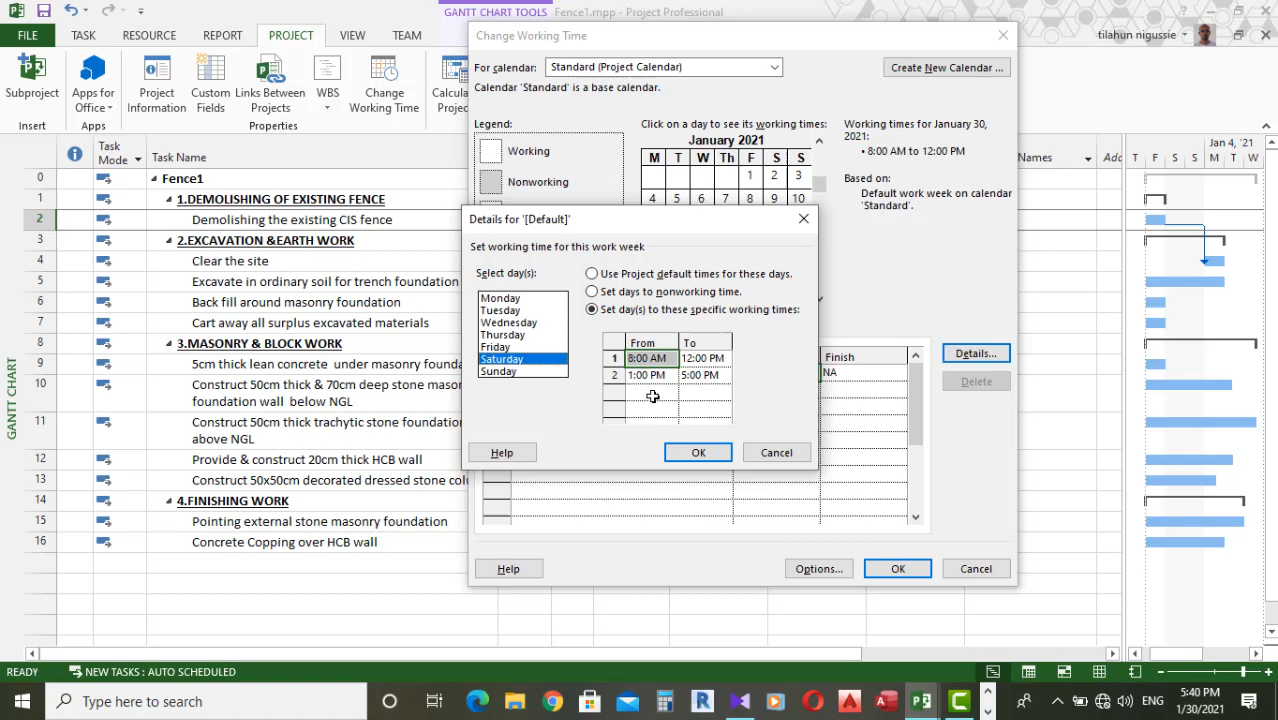 GANTT CHART TOOLS
Fence1.mpp - Project Professional
FILE
TASK
RESOURCE
REPORT
PROJECT
VIEW
TEAM
tilahun nigussie
Subproject
Apps for
Office
Project
Information
Custom
Fields
Links Between
Projects
WBS
Change
Working Time
Calcula
Proje
Insert
Apps
Properties
Task
Mode
Task Name
Names
Add
Jan 4, '21
T F S S M T W
0 Fence1
1 1.DEMOLISHING OF EXISTING FENCE
2 Demolishing the existing CIS fence
3 2.EXCAVATION &EARTH WORK
4 Clear the site
5 Excavate in ordinary soil for trench foundation
6 Back fill around masonry foundation
7 Cart away all surplus excavated materials
8 3.MASONRY & BLOCK WORK
9 5cm thick lean concrete under masonry founda
10 Construct 50cm thick & 70cm deep stone mason
foundation wall below NGL
11 Construct 50cm thick trachytic stone foundation
above NGL
12 Provide & construct 20cm thick HCB wall
13 Construct 50x50cm decorated dressed stone col
14 4.FINISHING WORK
15 Pointing external stone masonry foundation
16 Concrete Copping over HCB wall
GANTT CHART
Change Working Time
For calendar:
Standard (Project Calendar)
Create New Calendar ...
Calendar 'Standard' is a base calendar.
Legend:
Working
Nonworking
Click on a day to see its working times:
January 2021
M T W Th F S S
1 2 3
4 5 6 7 8 9 10
Working times for January 30,
2021:
• 8:00 AM to 12:00 PM
Based on:
Default work week on calendar
'Standard'.
Details for '[Default]'
Set working time for this work week
Select day(s):
Monday
Tuesday
Wednesday
Thursday
Friday
Saturday
Sunday
Use Project default times for these days.
Set days to nonworking time.
Set day(s) to these specific working times:
From To
1 8:00 AM 12:00 PM
2 1:00 PM 5:00 PM
Help
OK
Cancel
Finish
NA
Details...
Delete
Help
Options...
OK
Cancel
READY
NEW TASKS : AUTO SCHEDULED
Type here to search
ENG
5:40 PM
1/30/2021